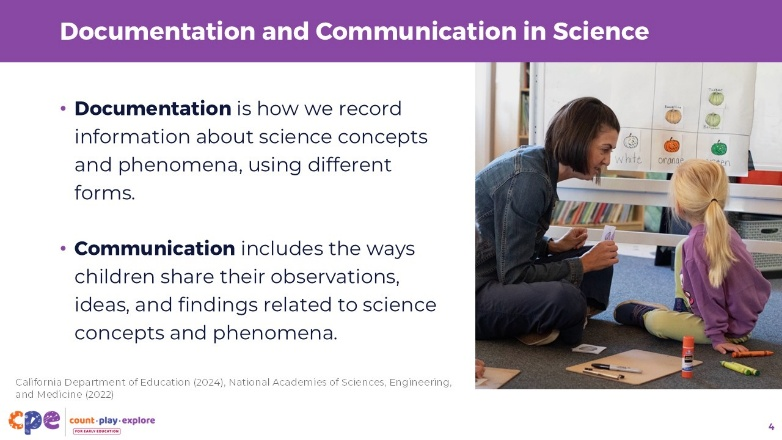 Documentation and Communication in Science
• Documentation is how we record
information about science concepts
and phenomena, using different
forms.
• Communication includes the ways
children share their observations,
ideas, and findings related to science
concepts and phenomena.
white orange green
California Department of Education (2024), National Academies of Sciences, Engineering,
and Medicine (2022)
cpe count·play·explore
FOR EARLY EDUCATION
4